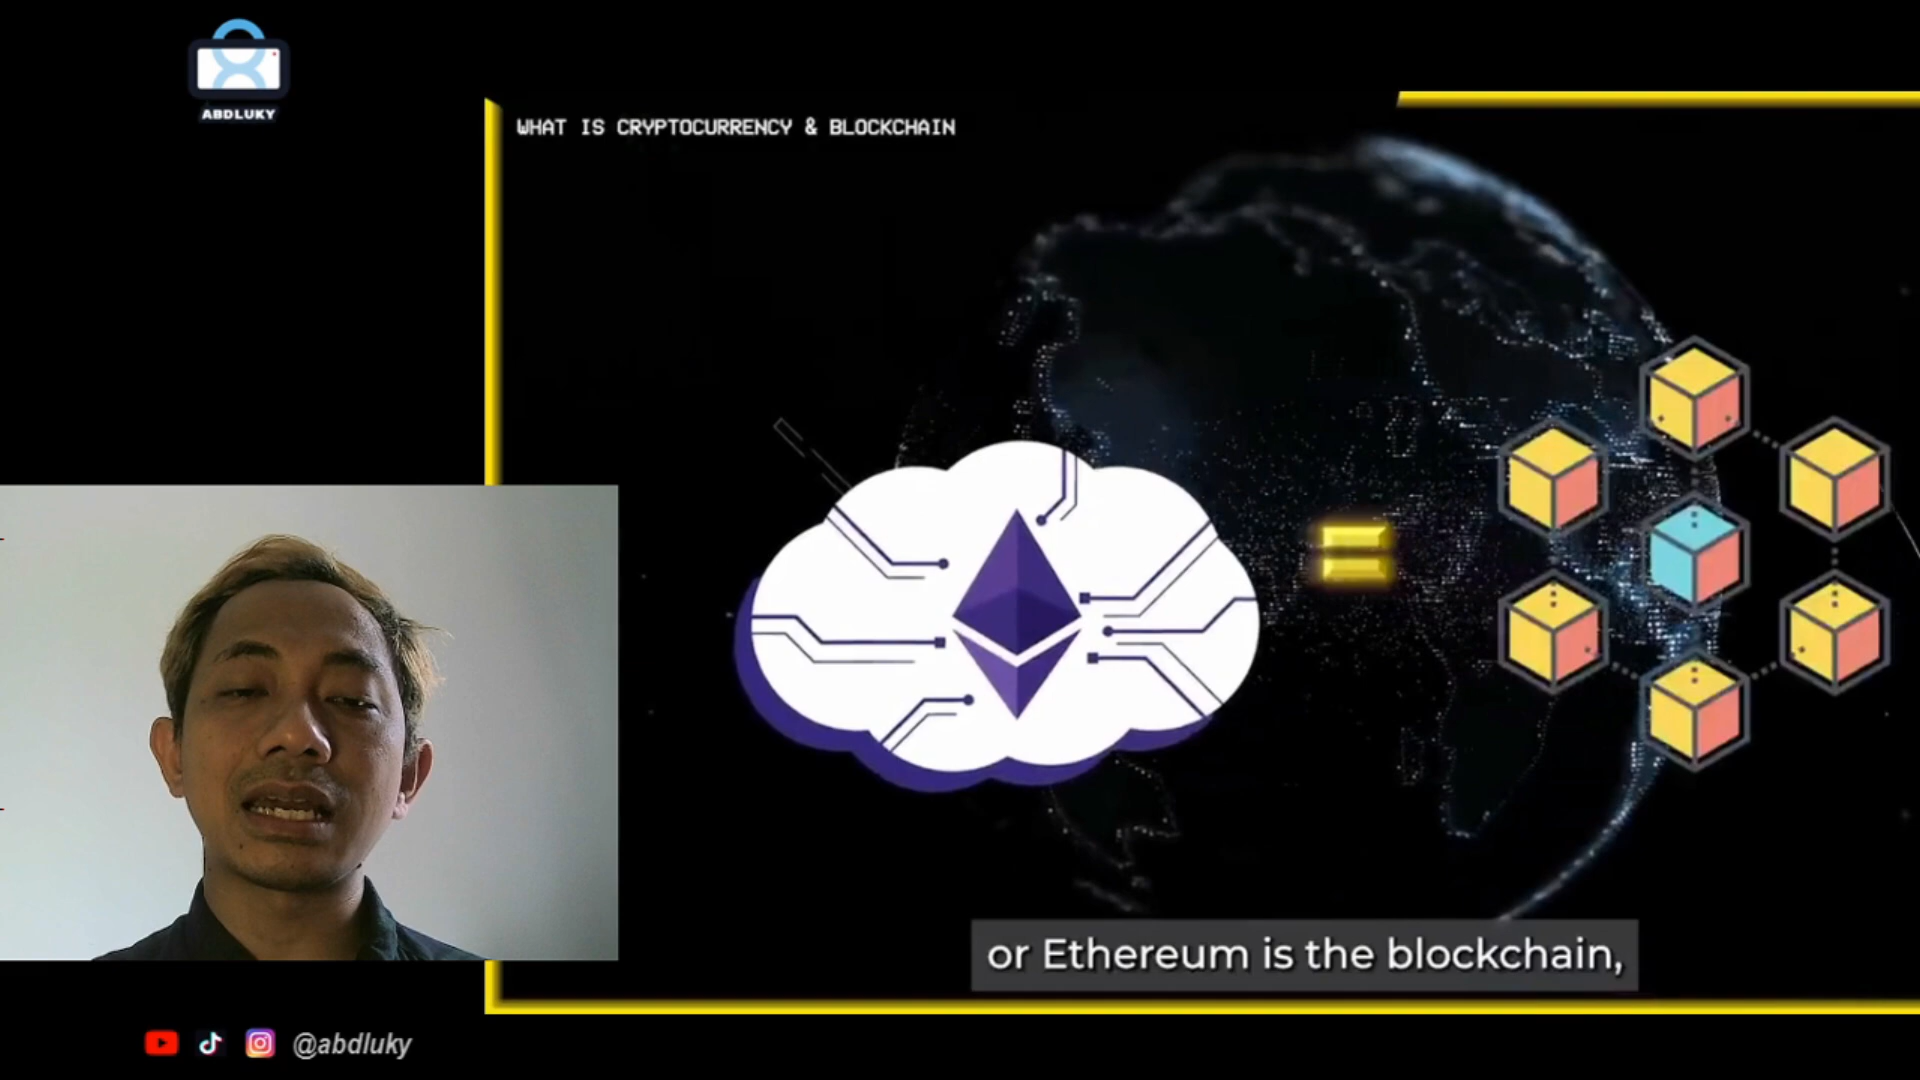 ABDLUKY
WHAT IS CRYPTOCURRENCY & BLOCKCHAIN
or Ethereum is the blockchain,
@abdluky